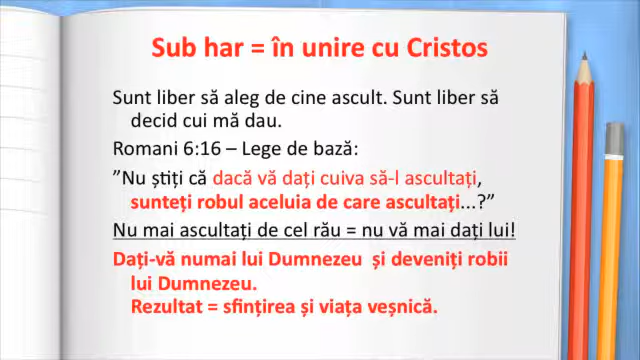 Sub har = în unire cu Cristos
Sunt liber să aleg de cine ascult. Sunt liber să
decid cui mă dau.
Romani 6:16 – Lege de bază:
”Nu știți că dacă vă dați cuiva să-l ascultați,
sunteți robul aceluia de care ascultați...?”
Nu mai ascultați de cel rău = nu vă mai dați lui!
Dați-vă numai lui Dumnezeu și deveniți robii
lui Dumnezeu.
Rezultat = sfințirea și viața veșnică.